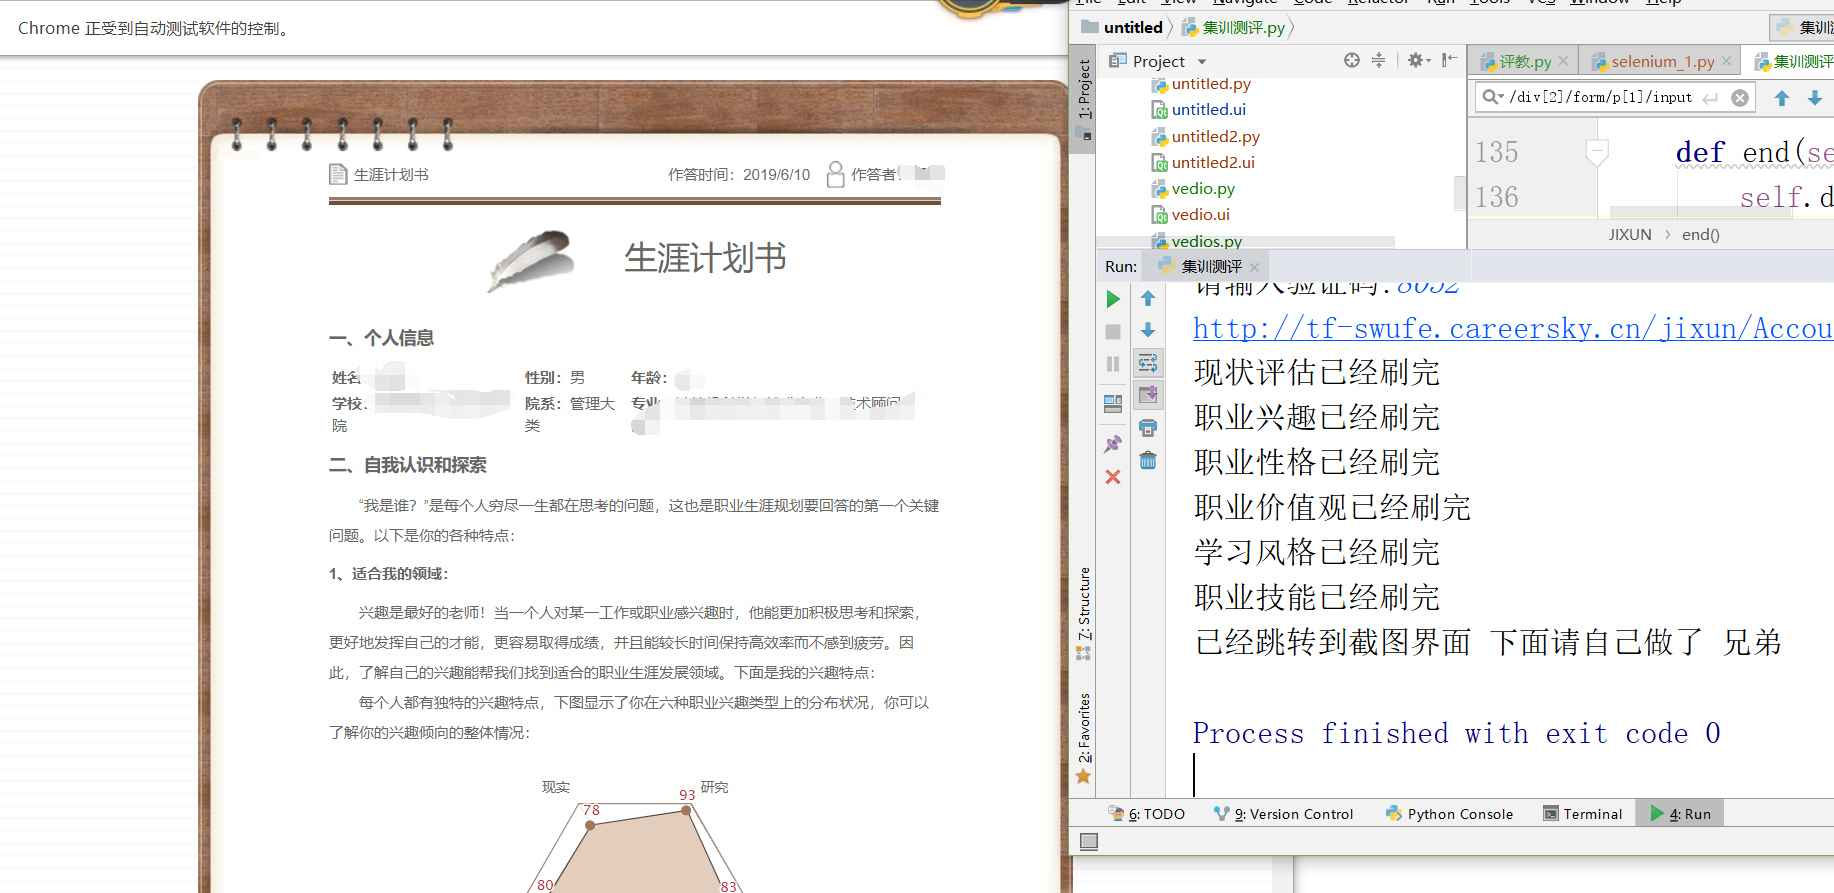 Chrome 正受到自动测试软件的控制。
生涯计划书
作答时间：2019/6/10
作答者
生涯计划书
一、个人信息
姓名
性别：男
年龄：
学校：
院系：管理大
专业
术顾问
院
类
二、自我认识和探索
“我是谁？”是每个人穷尽一生都在思考的问题，这也是职业生涯规划要回答的第一个关键
问题。以下是你的各种特点：
1、适合我的领域：
兴趣是最好的老师！当一个人对某一工作或职业感兴趣时，他能更加积极思考和探索，
更好地发挥自己的才能，更容易取得成绩，并且能较长时间保持高效率而不感到疲劳。因
此，了解自己的兴趣能帮我们找到适合的职业生涯发展领域。下面是我的兴趣特点：
每个人都有独特的兴趣特点，下图显示了你在六种职业兴趣类型上的分布状况，你可以
了解你的兴趣倾向的整体情况：
现实
93
研究
78
80
83
File Edit View Navigate Code Refactor Run Tools VCS Window Help
untitled
集训测评.py
集训
Project
评教.py
selenium_1.py
集训测评
1: Project
untitled.py
untitled.ui
untitled2.py
untitled2.ui
vedio.py
vedio.ui
vedios.py
/div[2]/form/p[1]/input
135 def end(se
136 self.d
JIXUN
end()
Run:
集训测评
请输入验证码:8052
http://tf-swufe.careersky.cn/jixun/Accou
现状评估已经刷完
职业兴趣已经刷完
职业性格已经刷完
职业价值观已经刷完
学习风格已经刷完
职业技能已经刷完
已经跳转到截图界面 下面请自己做了 兄弟
Process finished with exit code 0
7: Structure
2: Favorites
6: TODO
9: Version Control
Python Console
Terminal
4: Run